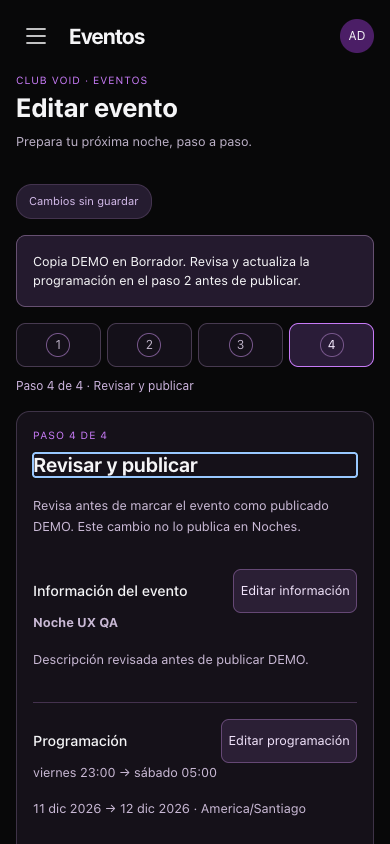 Eventos
AD
CLUB VOID · EVENTOS
Editar evento
Prepara tu próxima noche, paso a paso.
Cambios sin guardar
Copia DEMO en Borrador. Revisa y actualiza la
programación en el paso 2 antes de publicar.
1
2
3
4
Paso 4 de 4 · Revisar y publicar
PASO 4 DE 4
Revisar y publicar
Revisa antes de marcar el evento como publicado
DEMO. Este cambio no lo publica en Noches.
Información del evento
Editar información
Noche UX QA
Descripción revisada antes de publicar DEMO.
Programación
Editar programación
viernes 23:00 → sábado 05:00
11 dic 2026 → 12 dic 2026 · America/Santiago